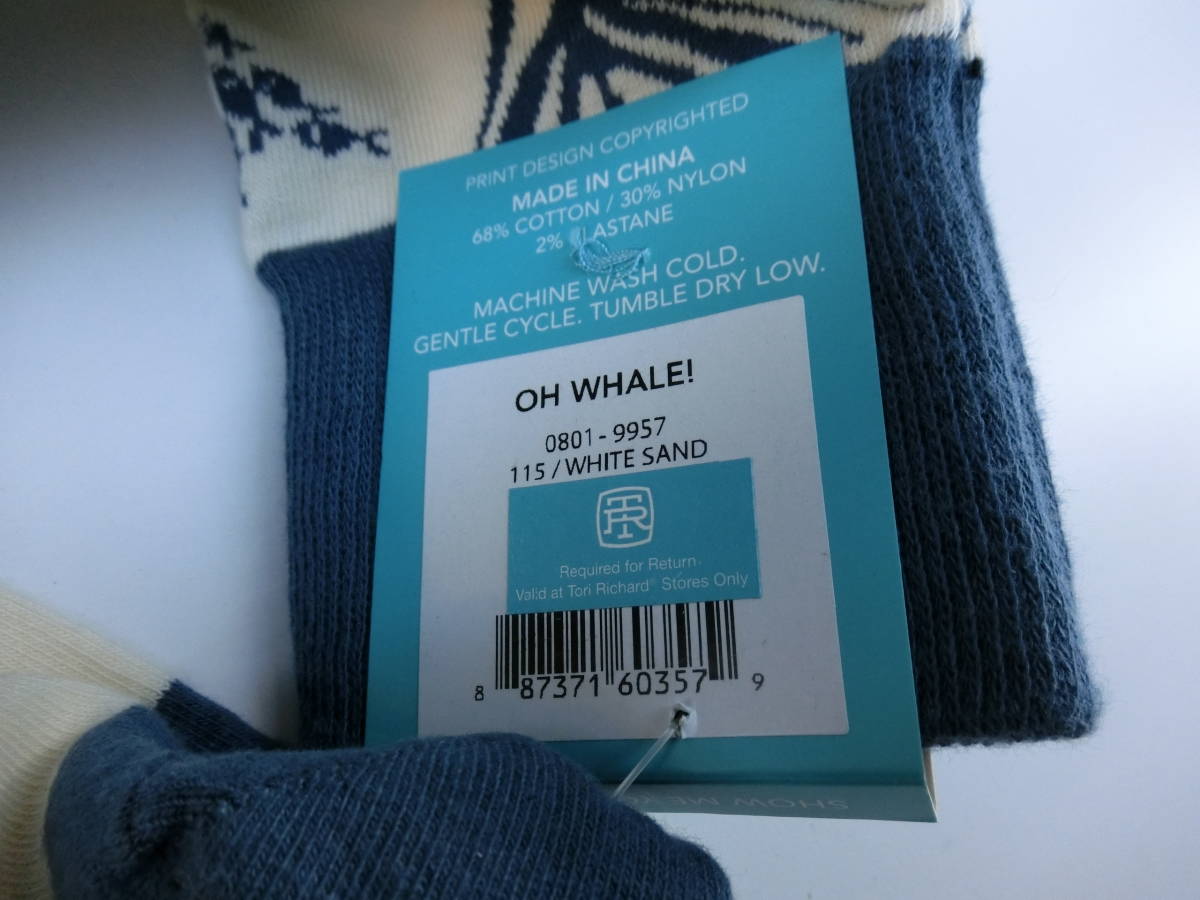 PRINT DESIGN COPYRIGHTED
MADE IN CHINA
68% COTTON / 30% NYLON
2% LASTANE
MACHINE WASH COLD.
GENTLE CYCLE. TUMBLE DRY LOW.
OH WHALE!
0801 - 9957
115 / WHITE SAND
TR
Required for Return.
Valid at Tori Richard® Stores Only
8 87371 60357 9
SHOW